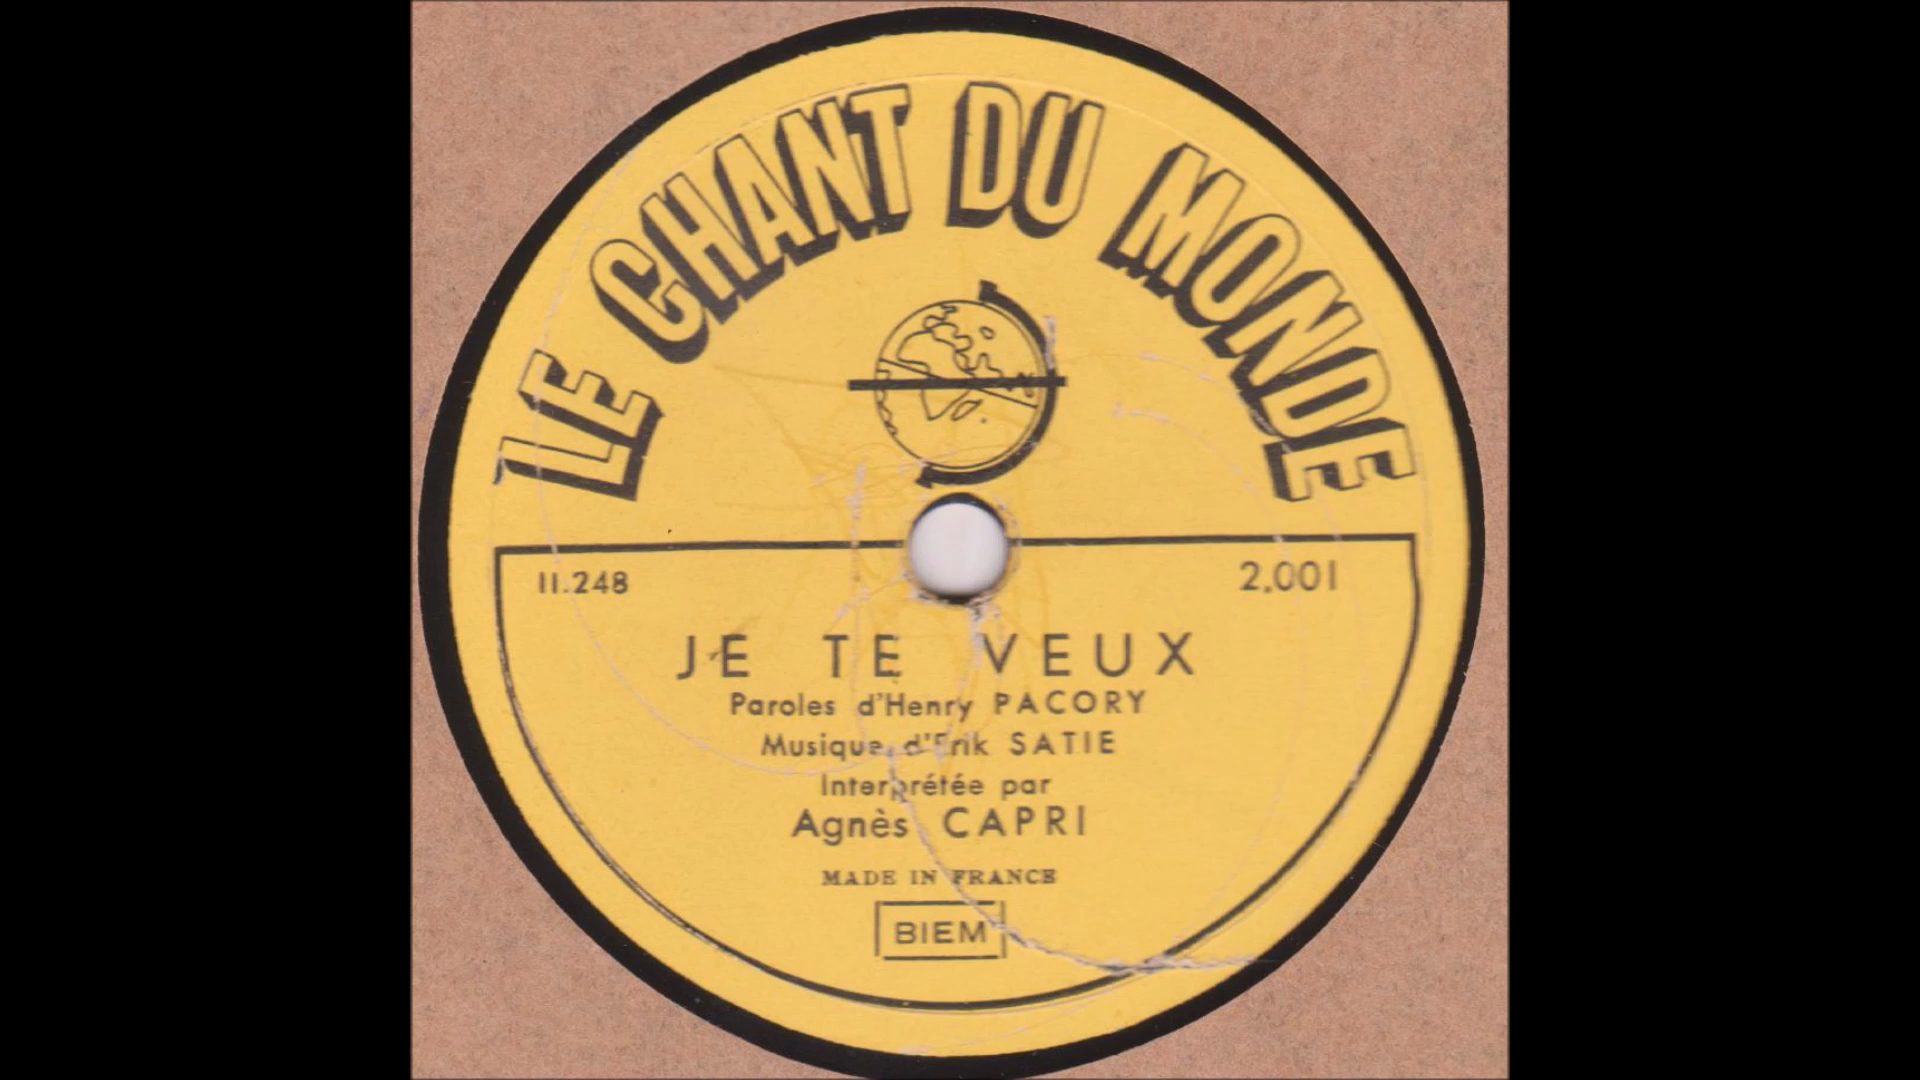 LE CHANT DU MONDE
11.248
2.001
JE TE VEUX
Paroles d'Henry PACORY
Musique d'Erik SATIE
Interprétée par
Agnès CAPRI
MADE IN FRANCE
BIEM